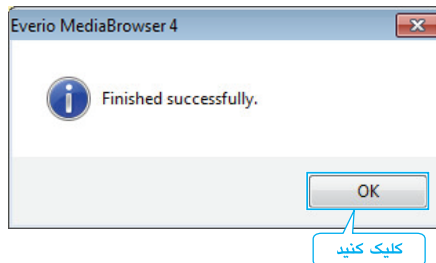 Everio MediaBrowser 4
Finished successfully.
OK
کلیک کنید